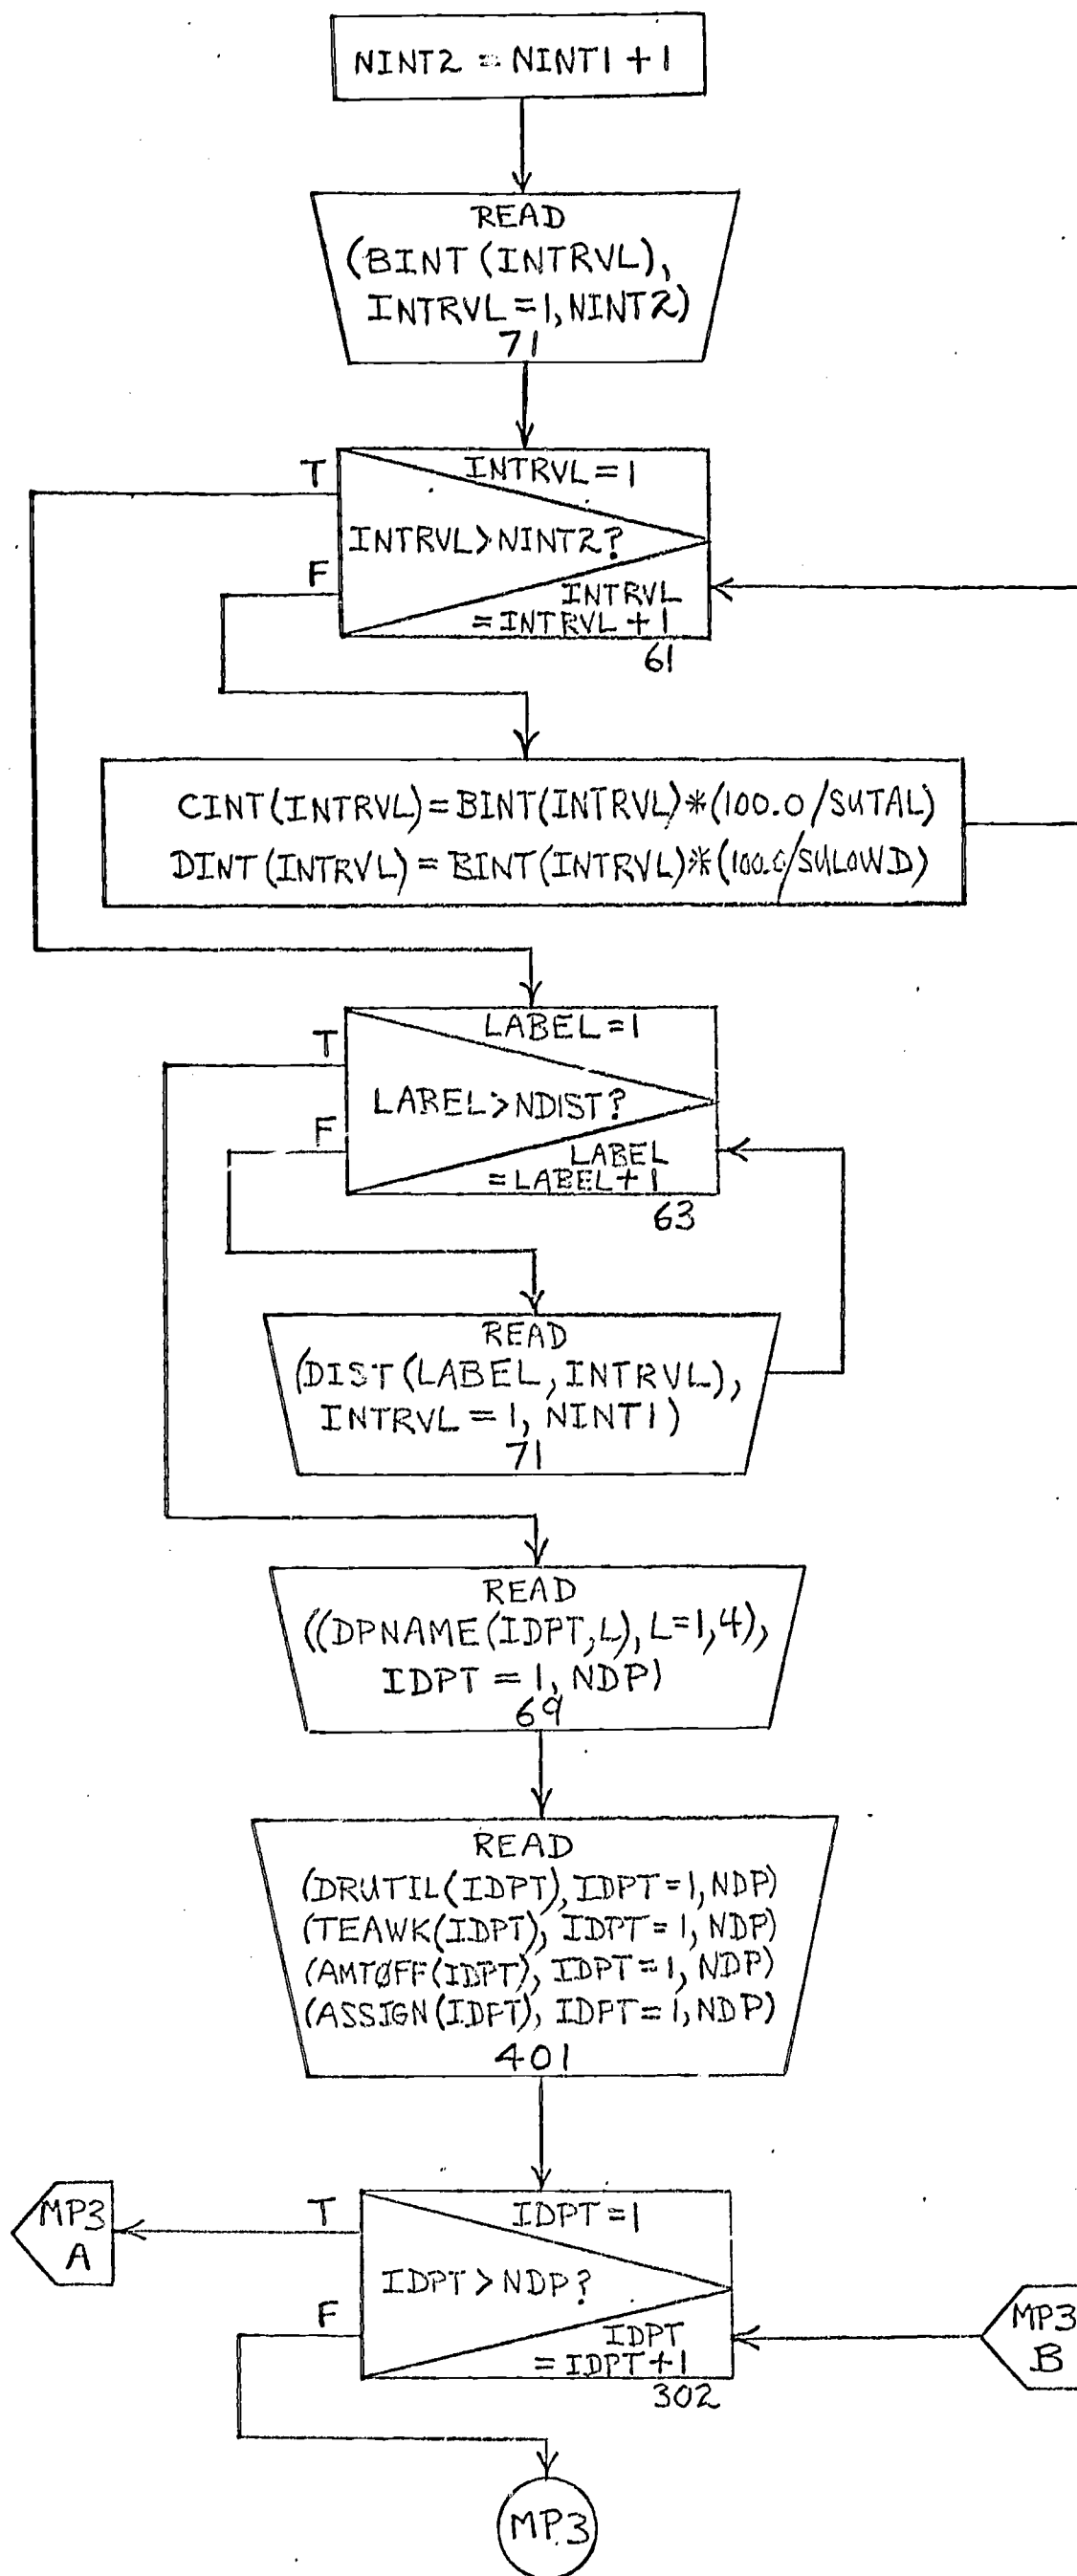 NINT2 = NINT1 + 1
READ
(BINT (INTRVL),
INTRVL = 1, NINT2)
71
INTRVL = 1
T
INTRVL > NINT2?
F
INTRVL
= INTRVL + 1
61
CINT(INTRVL) = BINT(INTRVL) * (100.0 / SUTAL)
DINT(INTRVL) = BINT(INTRVL) * (100.0 / SULOWD)
LABEL = 1
T
LABEL > NDIST?
F
LABEL
= LABEL + 1
63
READ
(DIST (LABEL, INTRVL),
INTRVL = 1, NINT1)
71
READ
((DPNAME (IDPT, L), L=1,4),
IDPT = 1, NDP)
69
READ
(DRUTIL(IDPT), IDPT = 1, NDP)
(TEAWK(IDPT), IDPT = 1, NDP)
(AMTØFF(IDPT), IDPT = 1, NDP)
(ASSIGN(IDPT), IDPT = 1, NDP)
401
MP3
A
T
IDPT = 1
IDPT > NDP?
F
IDPT
= IDPT + 1
302
MP3
B
MP3